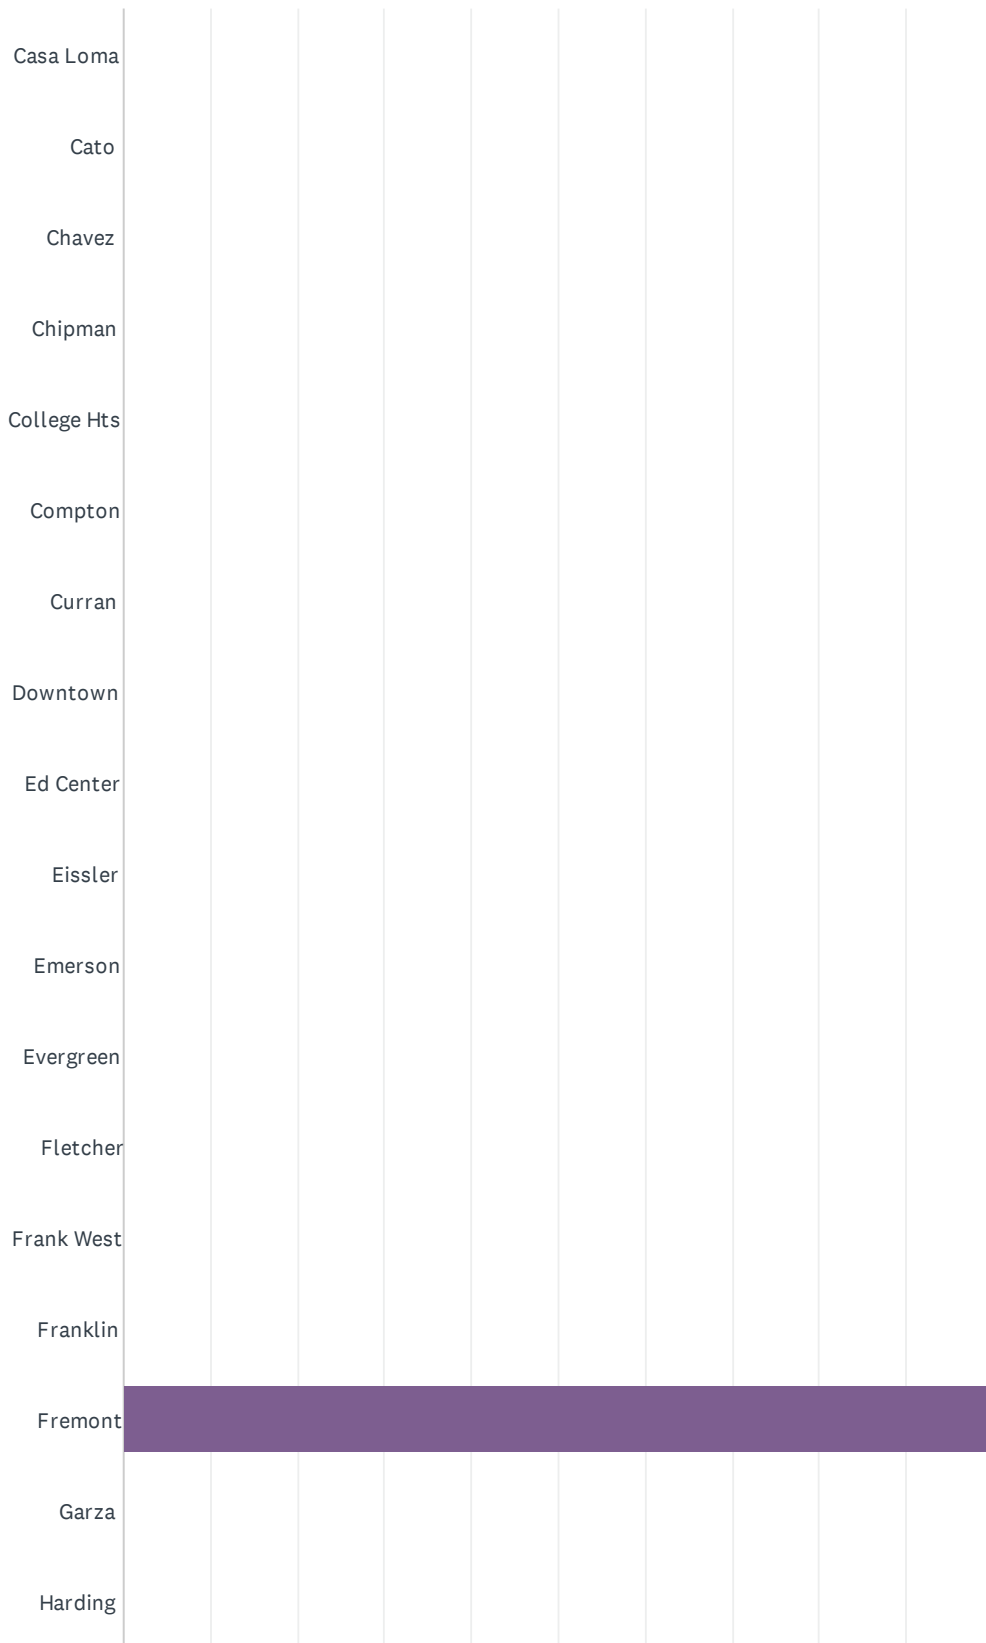 Casa Loma
Cato
Chavez
Chipman
College Hts
Compton
Curran
Downtown
Ed Center
Eissler
Emerson
Evergreen
Fletcher
Frank West
Franklin
Fremont
Garza
Harding